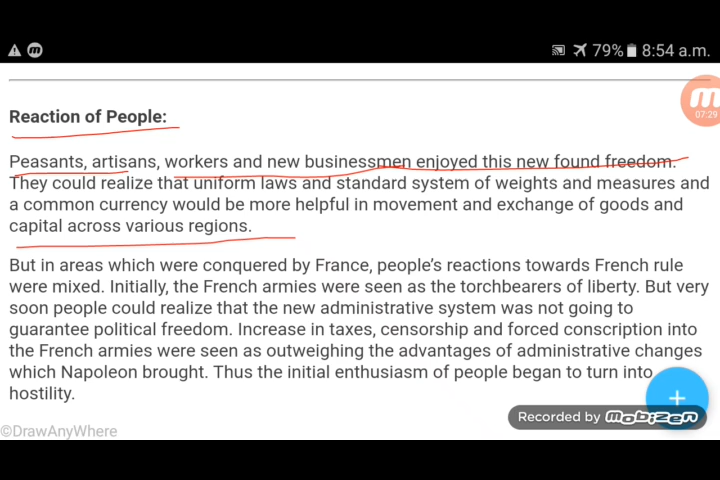 79% 8:54 a.m.
07:29
Reaction of People:
Peasants, artisans, workers and new businessmen enjoyed this new found freedom.
They could realize that uniform laws and standard system of weights and measures and
a common currency would be more helpful in movement and exchange of goods and
capital across various regions.
But in areas which were conquered by France, people's reactions towards French rule
were mixed. Initially, the French armies were seen as the torchbearers of liberty. But very
soon people could realize that the new administrative system was not going to
guarantee political freedom. Increase in taxes, censorship and forced conscription into
the French armies were seen as outweighing the advantages of administrative changes
which Napoleon brought. Thus the initial enthusiasm of people began to turn into
hostility.
Recorded by mobizen
©DrawAnyWhere